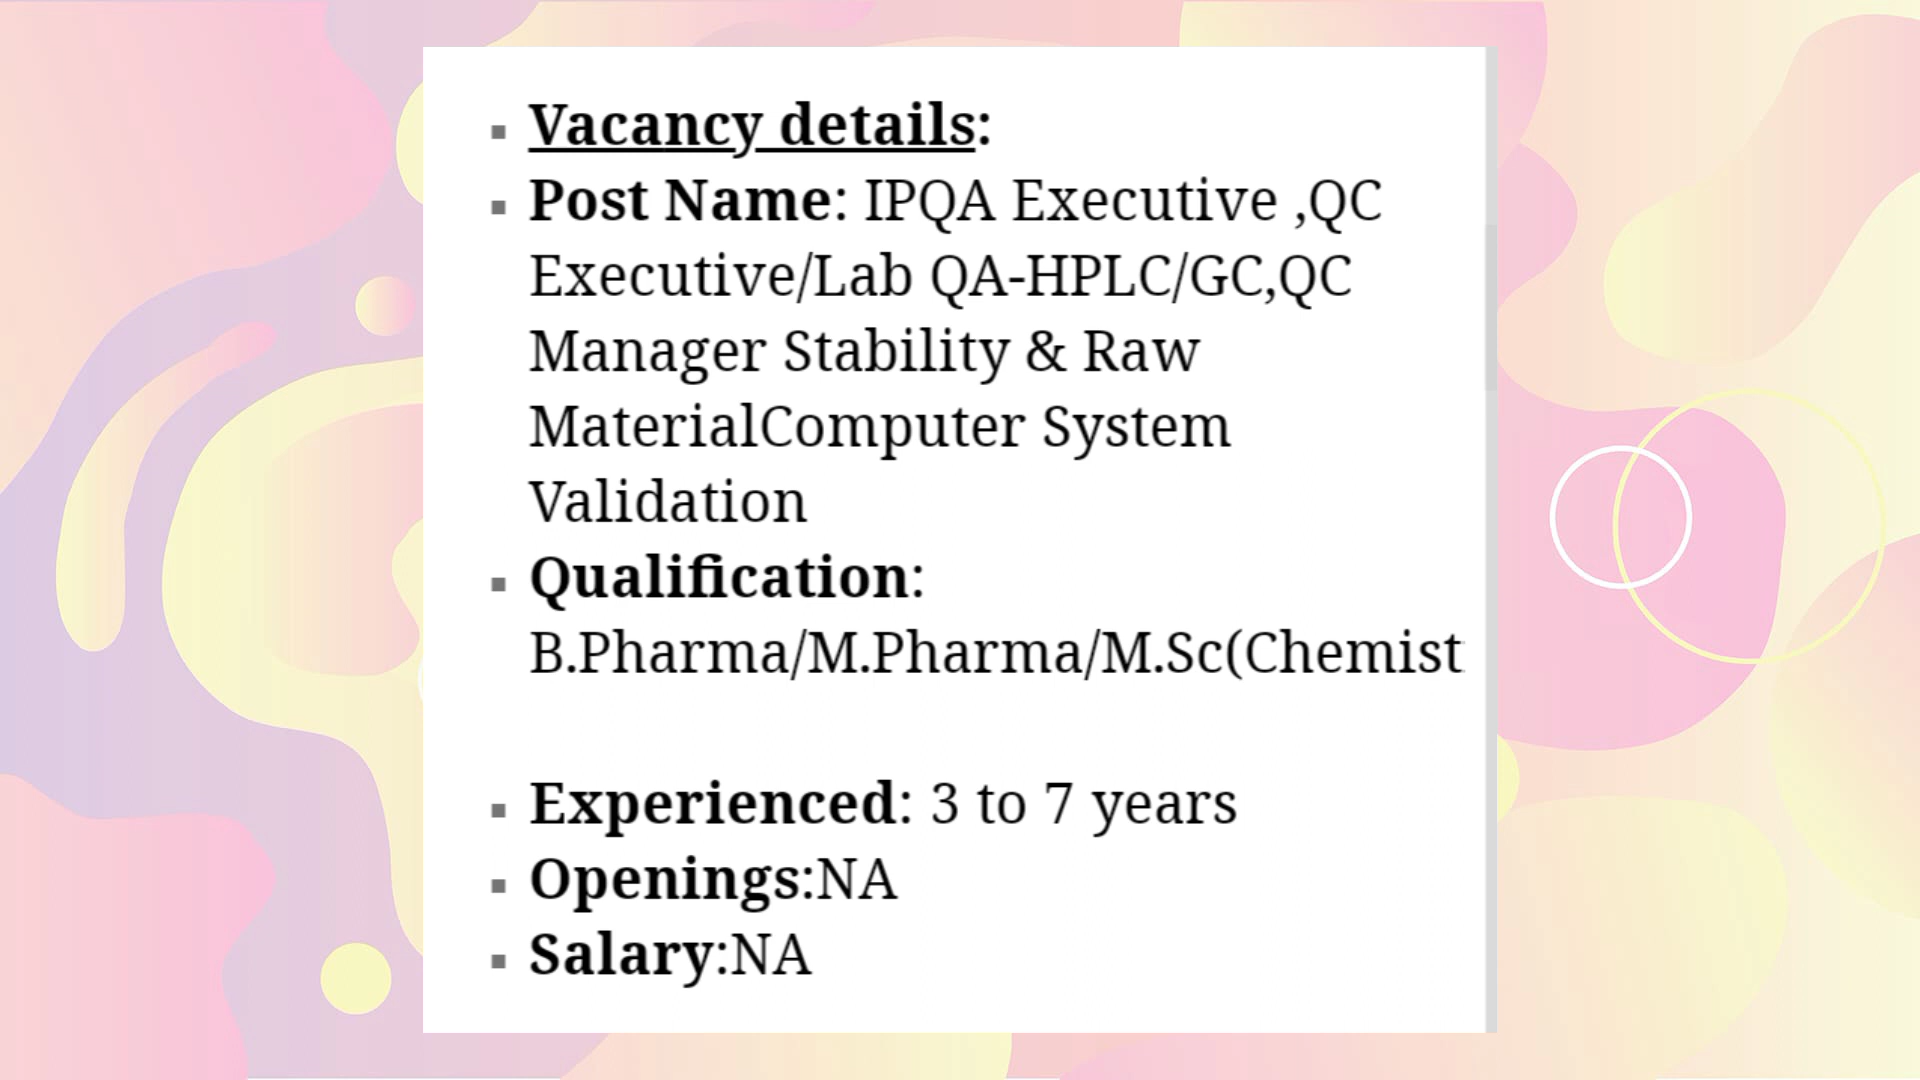 Vacancy details:
Post Name: IPQA Executive ,QC
Executive/Lab QA-HPLC/GC,QC
Manager Stability & Raw
MaterialComputer System
Validation
Qualification:
B.Pharma/M.Pharma/M.Sc(Chemist
Experienced: 3 to 7 years
Openings:NA
Salary:NA